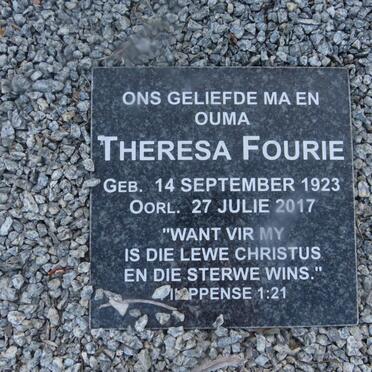 ONS GELIEFDE MA EN
OUMA
THERESA FOURIE
GEB. 14 SEPTEMBER 1923
OORL. 27 JULIE 2017
"WANT VIR MY
IS DIE LEWE CHRISTUS
EN DIE STERWE WINS."
1:21